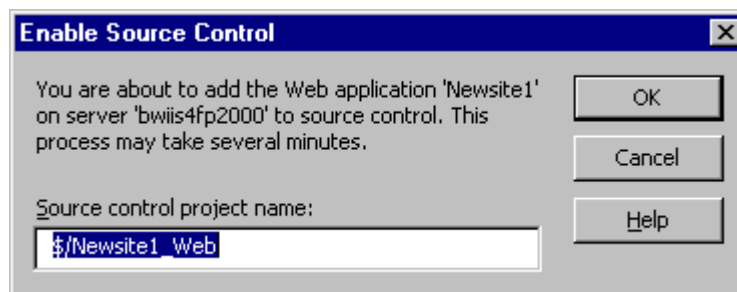 Enable Source Control
You are about to add the Web application 'Newsite1'
on server 'bwiis4fp2000' to source control. This
process may take several minutes.
OK
Cancel
Source control project name:
Help
$/Newsite1_Web